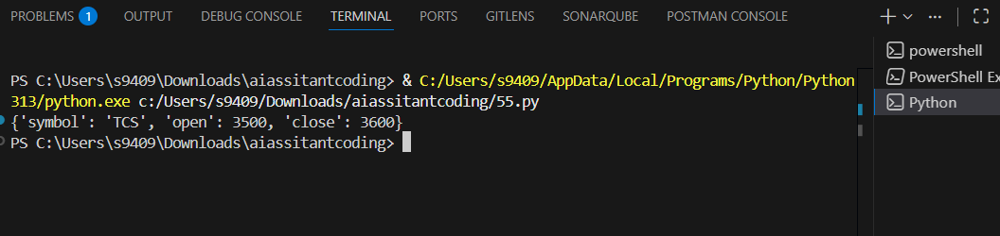 PROBLEMS 1 OUTPUT DEBUG CONSOLE TERMINAL PORTS GITLENS SONARQUBE POSTMAN CONSOLE
PS C:\Users\s9409\Downloads\aiassitantcoding> & C:/Users/s9409/AppData/Local/Programs/Python/Python
313/python.exe c:/Users/s9409/Downloads/aiassitantcoding/55.py
{'symbol': 'TCS', 'open': 3500, 'close': 3600}
PS C:\Users\s9409\Downloads\aiassitantcoding>
powershell
PowerShell Ex
Python